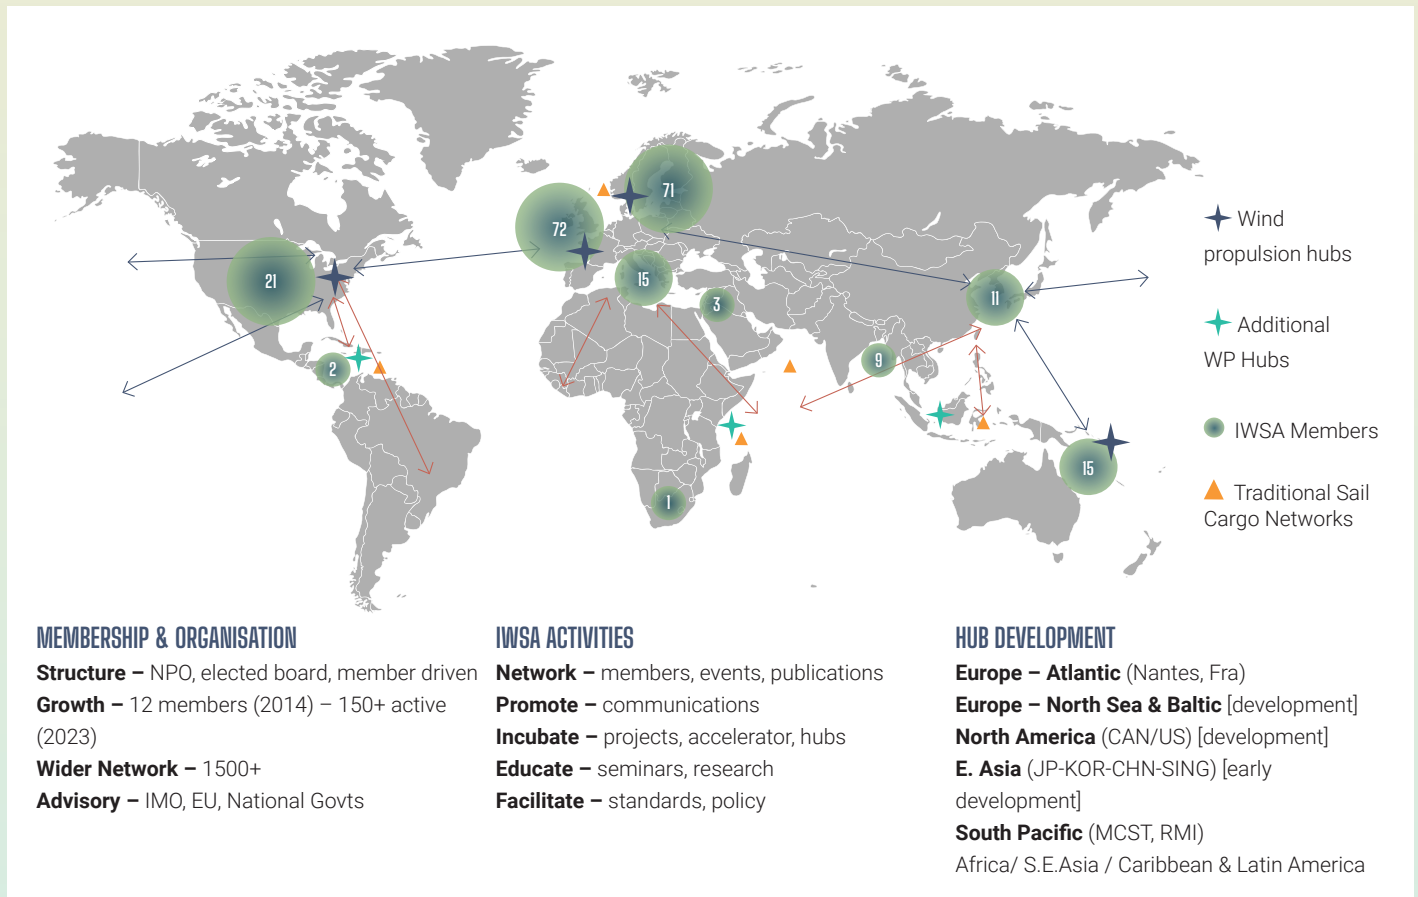 71
72
21
15
3
11
9
2
15
1
Wind
propulsion hubs
Additional
WP Hubs
IWSA Members
Traditional Sail
Cargo Networks
MEMBERSHIP & ORGANISATION
Structure – NPO, elected board, member driven
Growth – 12 members (2014) – 150+ active
(2023)
Wider Network – 1500+
Advisory – IMO, EU, National Govts
IWSA ACTIVITIES
Network – members, events, publications
Promote – communications
Incubate – projects, accelerator, hubs
Educate – seminars, research
Facilitate – standards, policy
HUB DEVELOPMENT
Europe – Atlantic (Nantes, Fra)
Europe – North Sea & Baltic [development]
North America (CAN/US) [development]
E. Asia (JP-KOR-CHN-SING) [early
development]
South Pacific (MCST, RMI)
Africa/ S.E.Asia / Caribbean & Latin America